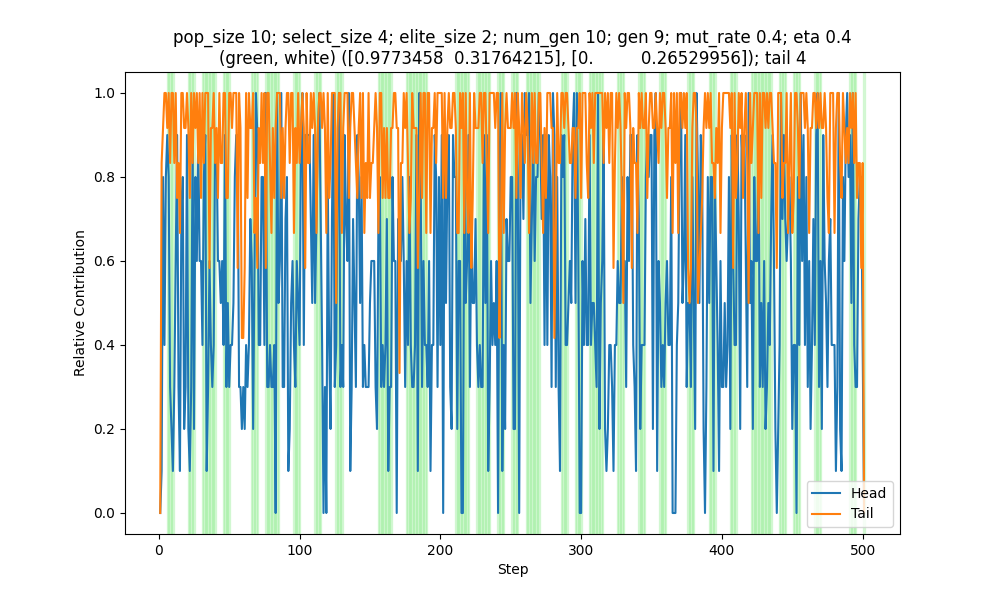 pop_size 10; select_size 4; elite_size 2; num_gen 10; gen 9; mut_rate 0.4; eta 0.4
(green, white) ([0.9773458  0.31764215], [0.         0.26529956]); tail 4
1.0
0.8
0.6
0.4
0.2
0.0
Relative Contribution
0
100
200
300
400
500
Step
Head
Tail